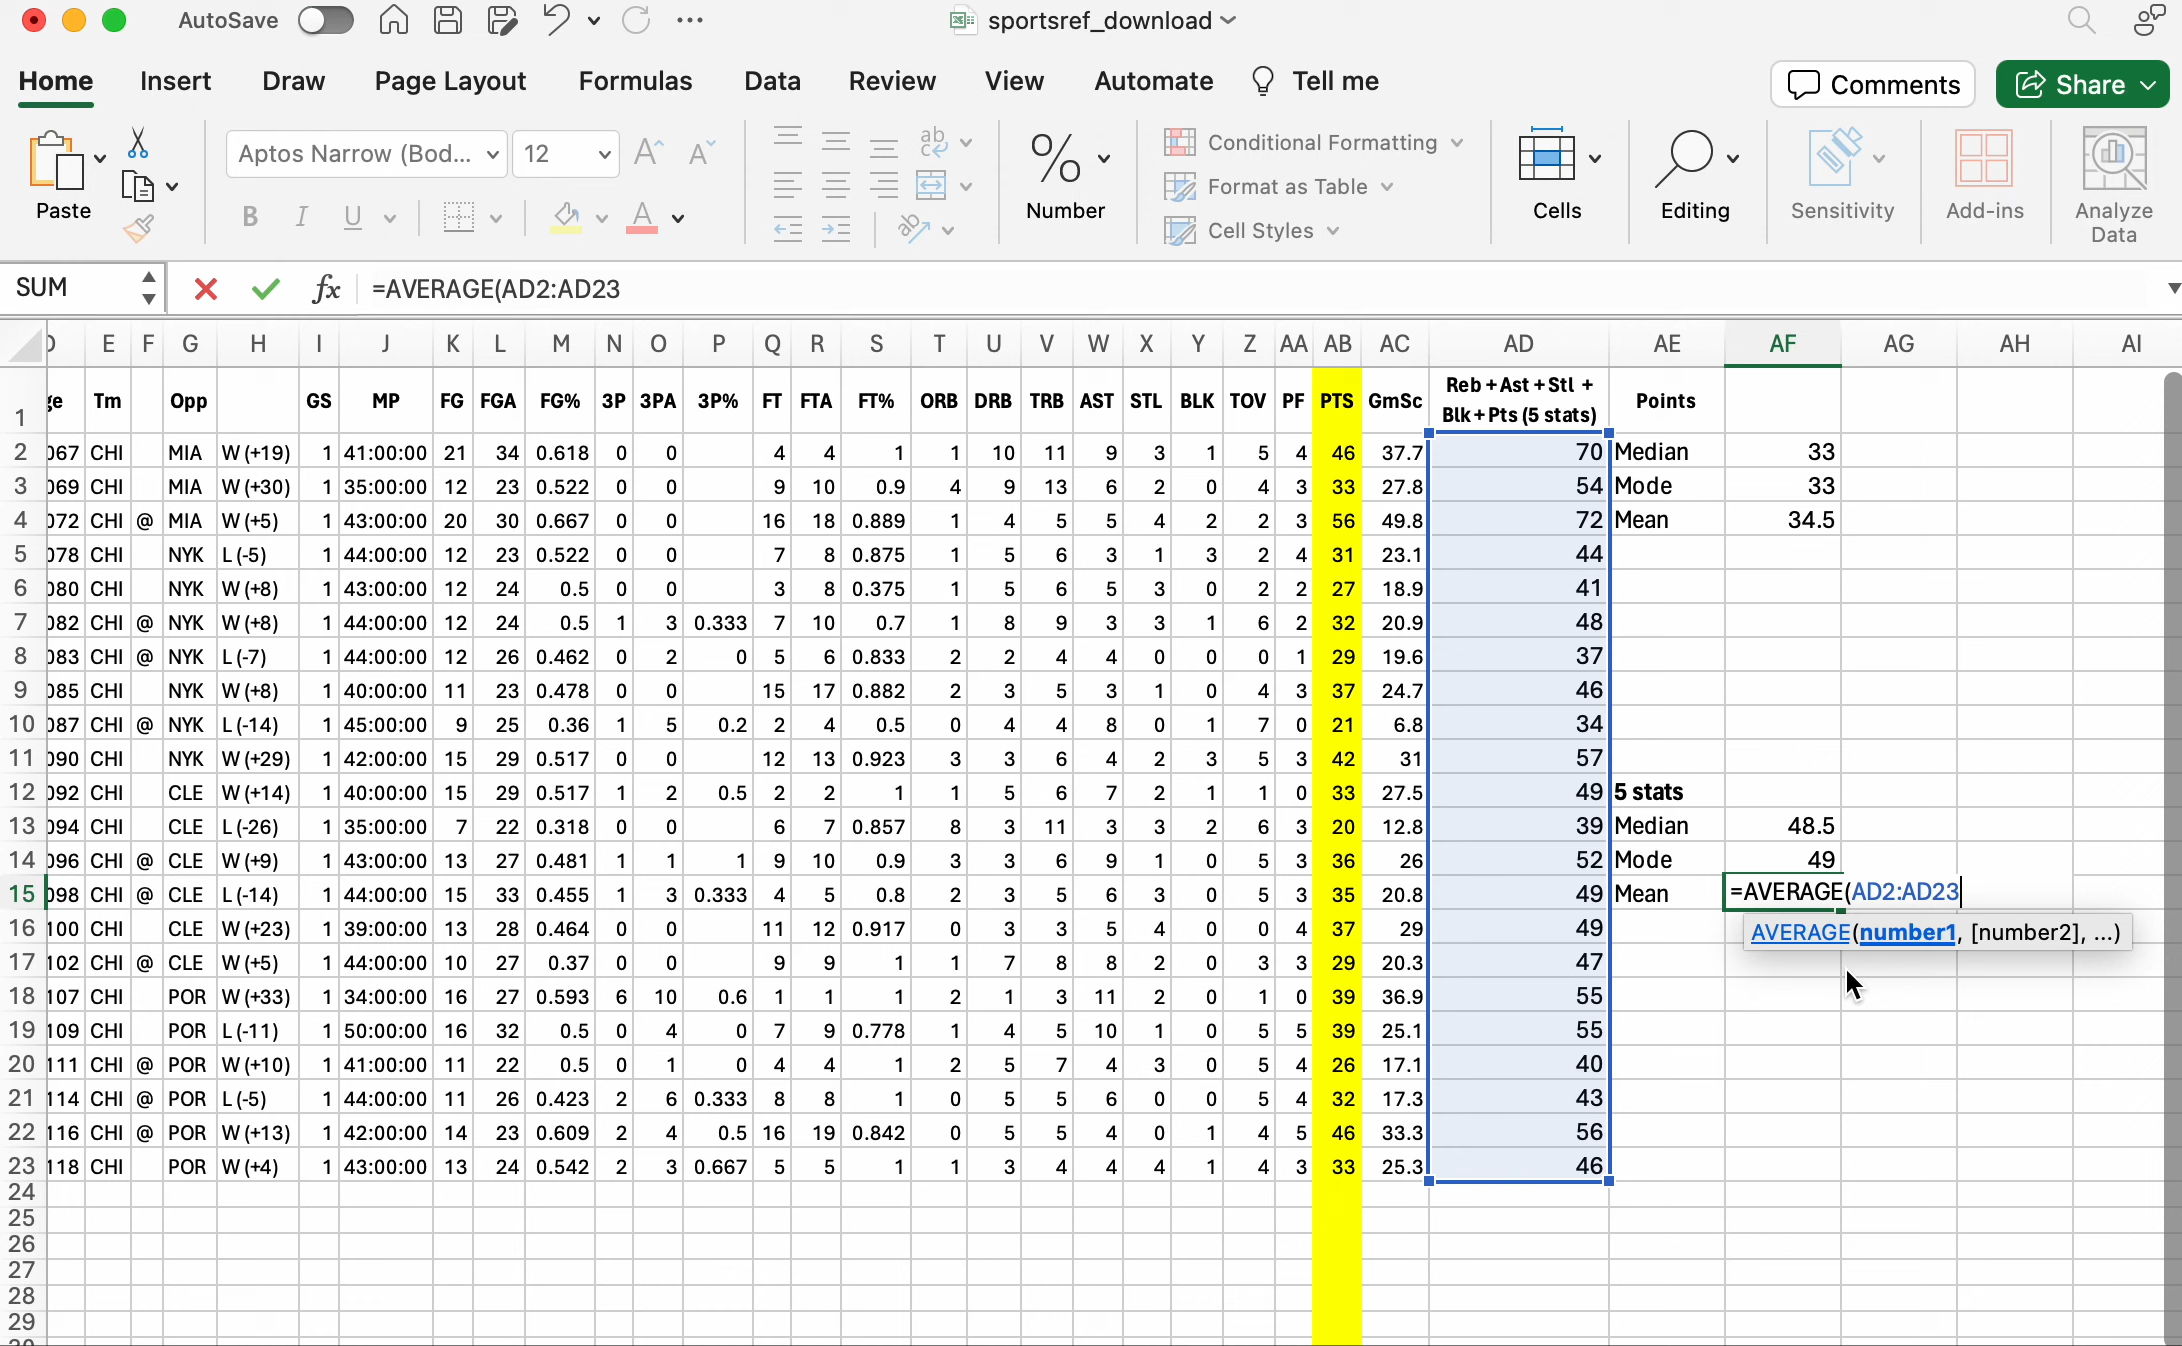 AutoSave sportsref_download
Home Insert Draw Page Layout Formulas Data Review View Automate Tell me Comments Share
Paste Aptos Narrow (Bod... 12 B I U A ab % Number Conditional Formatting Format as Table Cell Styles Cells Editing Sensitivity Add-ins Analyze Data
SUM fx =AVERAGE(AD2:AD23
D E F G H I J K L M N O P Q R S T U V W X Y Z AA AB AC AD AE AF AG AH AI
1 ge Tm Opp GS MP FG FGA FG% 3P 3PA 3P% FT FTA FT% ORB DRB TRB AST STL BLK TOV PF PTS GmSc Reb + Ast + Stl + Blk + Pts (5 stats) Points
2 067 CHI MIA W (+19) 1 41:00:00 21 34 0.618 0 0 4 4 1 1 10 11 9 3 1 5 4 46 37.7 70 Median 33
3 069 CHI MIA W (+30) 1 35:00:00 12 23 0.522 0 0 9 10 0.9 4 9 13 6 2 0 4 3 33 27.8 54 Mode 33
4 072 CHI @ MIA W (+5) 1 43:00:00 20 30 0.667 0 0 16 18 0.889 1 4 5 5 4 2 2 3 56 49.8 72 Mean 34.5
5 078 CHI NYK L (-5) 1 44:00:00 12 23 0.522 0 0 7 8 0.875 1 5 6 3 1 3 2 4 31 23.1 44
6 080 CHI NYK W (+8) 1 43:00:00 12 24 0.5 0 0 3 8 0.375 1 5 6 5 3 0 2 2 27 18.9 41
7 082 CHI @ NYK W (+8) 1 44:00:00 12 24 0.5 1 3 0.333 7 10 0.7 1 8 9 3 3 1 6 2 32 20.9 48
8 083 CHI @ NYK L (-7) 1 44:00:00 12 26 0.462 0 2 0 5 6 0.833 2 2 4 4 0 0 0 1 29 19.6 37
9 085 CHI NYK W (+8) 1 40:00:00 11 23 0.478 0 0 15 17 0.882 2 3 5 3 1 0 4 3 37 24.7 46
10 087 CHI @ NYK L (-14) 1 45:00:00 9 25 0.36 1 5 0.2 2 4 0.5 0 4 4 8 0 1 7 0 21 6.8 34
11 090 CHI NYK W (+29) 1 42:00:00 15 29 0.517 0 0 12 13 0.923 3 3 6 4 2 3 5 3 42 31 57
12 092 CHI CLE W (+14) 1 40:00:00 15 29 0.517 1 2 0.5 2 2 1 1 5 6 7 2 1 1 0 33 27.5 49 5 stats
13 094 CHI CLE L (-26) 1 35:00:00 7 22 0.318 0 0 6 7 0.857 8 3 11 3 3 2 6 3 20 12.8 39 Median 48.5
14 096 CHI @ CLE W (+9) 1 43:00:00 13 27 0.481 1 1 1 9 10 0.9 3 3 6 9 1 0 5 3 36 26 52 Mode 49
15 098 CHI @ CLE L (-14) 1 44:00:00 15 33 0.455 1 3 0.333 4 5 0.8 2 3 5 6 3 0 5 3 35 20.8 49 Mean =AVERAGE(AD2:AD23
16 100 CHI CLE W (+23) 1 39:00:00 13 28 0.464 0 0 11 12 0.917 0 3 3 5 4 0 0 4 37 29 49 AVERAGE(number1, [number2], ...)
17 102 CHI @ CLE W (+5) 1 44:00:00 10 27 0.37 0 0 9 9 1 1 7 8 8 2 0 3 3 29 20.3 47
18 107 CHI POR W (+33) 1 34:00:00 16 27 0.593 6 10 0.6 1 1 1 2 1 3 11 2 0 1 0 39 36.9 55
19 109 CHI POR L (-11) 1 50:00:00 16 32 0.5 0 4 0 7 9 0.778 1 4 5 10 1 0 5 5 39 25.1 55
20 111 CHI @ POR W (+10) 1 41:00:00 11 22 0.5 0 1 0 4 4 1 2 5 7 4 3 0 5 4 26 17.1 40
21 114 CHI @ POR L (-5) 1 44:00:00 11 26 0.423 2 6 0.333 8 8 1 0 5 5 6 0 0 5 4 32 17.3 43
22 116 CHI @ POR W (+13) 1 42:00:00 14 23 0.609 2 4 0.5 16 19 0.842 0 5 5 4 0 1 4 5 46 33.3 56
23 118 CHI POR W (+4) 1 43:00:00 13 24 0.542 2 3 0.667 5 5 1 1 3 4 4 4 1 4 3 33 25.3 46
24
25
26
27
28
29